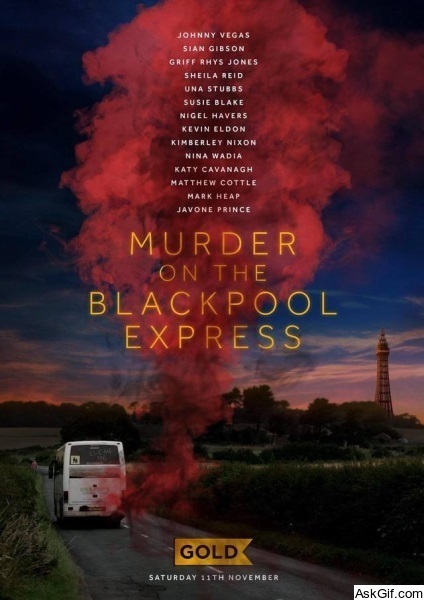 JOHNNY VEGAS
SIAN GIBSON
GRIFF RHYS JONES
SHEILA REID
UNA STUBBS
SUSIE BLAKE
NIGEL HAVERS
KEVIN ELDON
KIMBERLEY NIXON
NINA WADIA
KATY CAVANAGH
MATTHEW COTTLE
MARK HEAP
JAVONE PRINCE
MURDER
ON THE
BLACKPOOL
EXPRESS
GOLD
SATURDAY 11TH NOVEMBER
AskGif.com